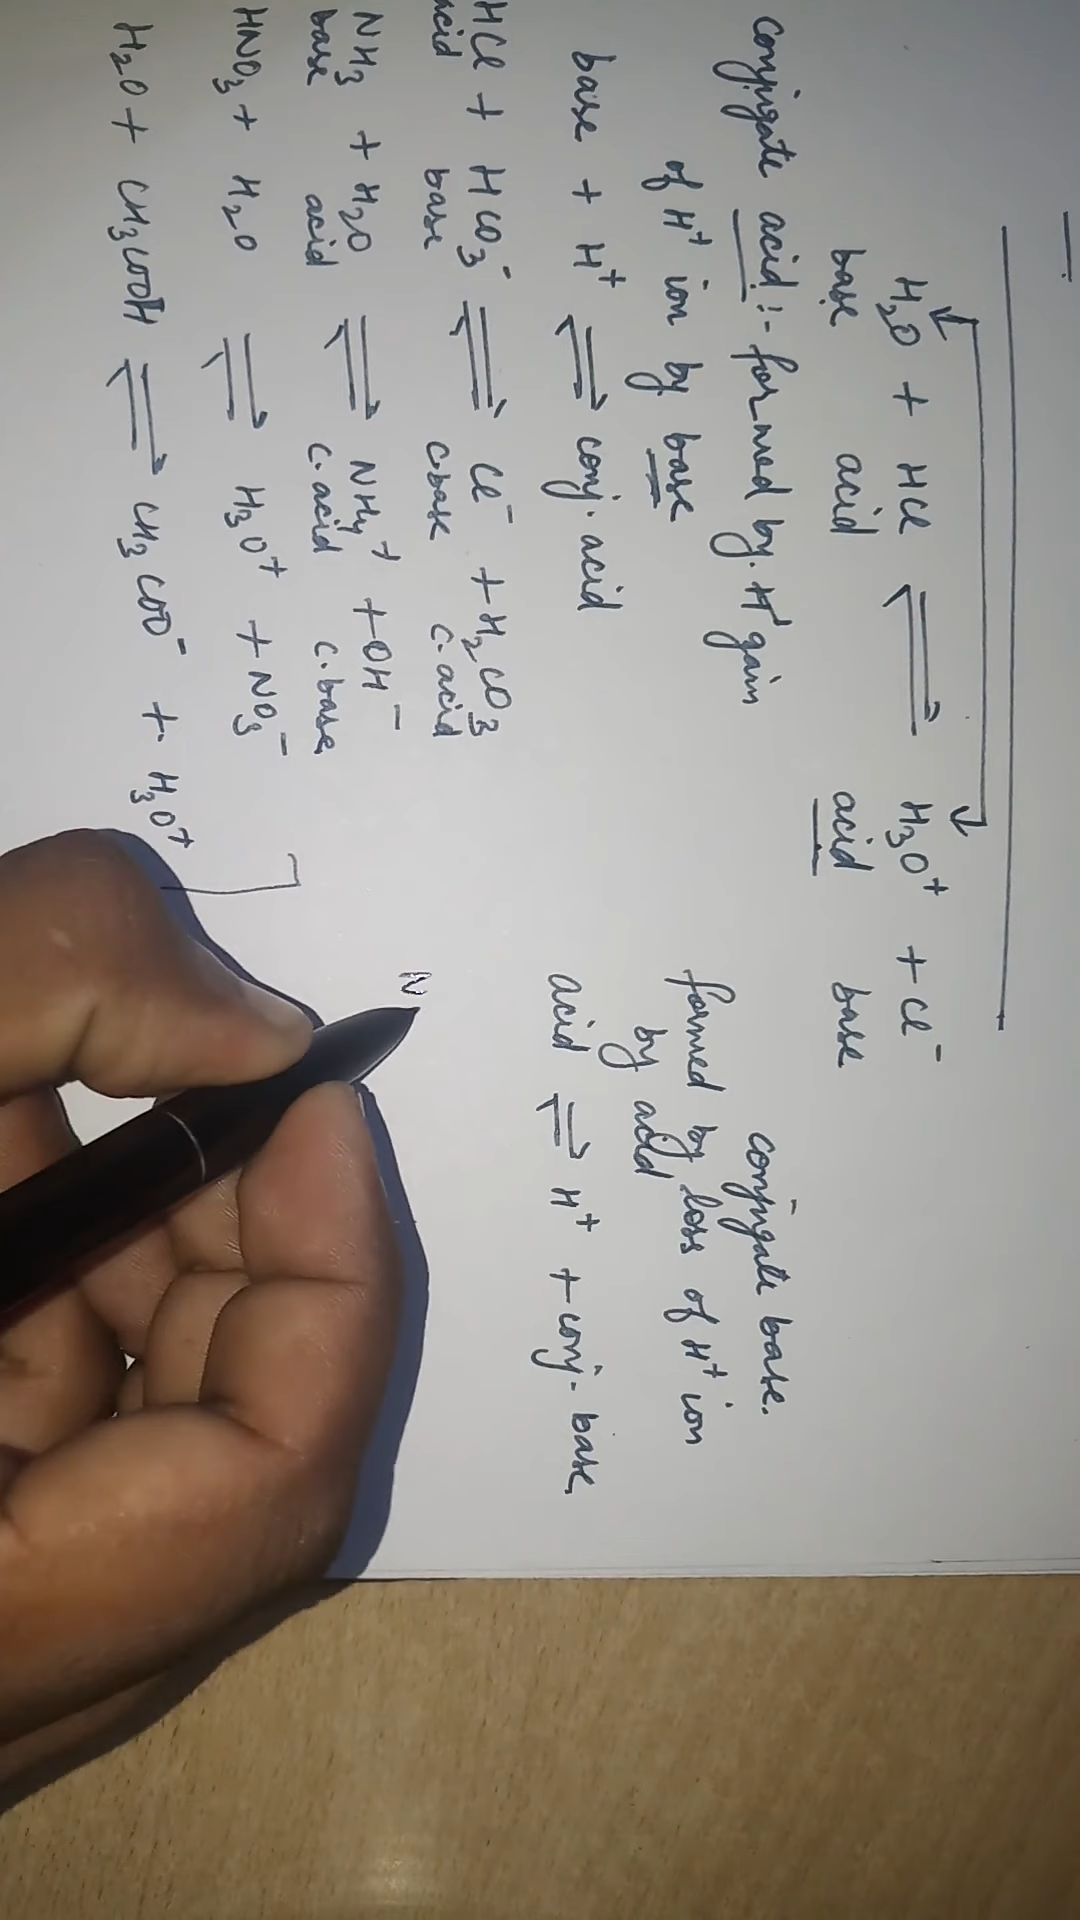 H₂O + HCl ⇌ H₃O⁺ + Cl⁻
base acid acid base
conjugate acid :- formed by H⁺ gain
of H⁺ ion by base
base + H⁺ ⇌ conj. acid
conjugate base.
formed by loss of H⁺ ion
by acid
acid ⇌ H⁺ + conj- base.
HCl + HCO₃⁻ ⇌ Cl⁻ + H₂CO₃
acid base c.base c.acid
NH₃ + H₂O ⇌ NH₄⁺ + OH⁻
base acid c.acid c.base
HNO₃ + H₂O ⇌ H₃O⁺ + NO₃⁻
H₂O + CH₃COOH ⇌ CH₃COO⁻ + H₃O⁺
N